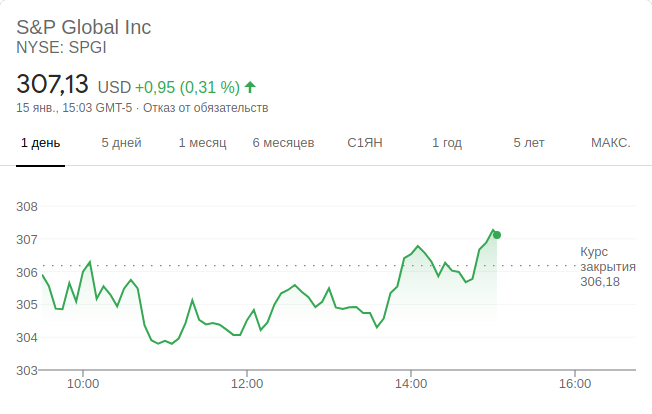 S&P Global Inc
NYSE: SPGI
307,13 USD +0,95 (0,31 %)
15 янв., 15:03 GMT-5 · Отказ от обязательств
1 день 5 дней 1 месяц 6 месяцев С1ЯН 1 год 5 лет МАКС.
308
307
306
305
304
303
Курс
закрытия
306,18
10:00 12:00 14:00 16:00